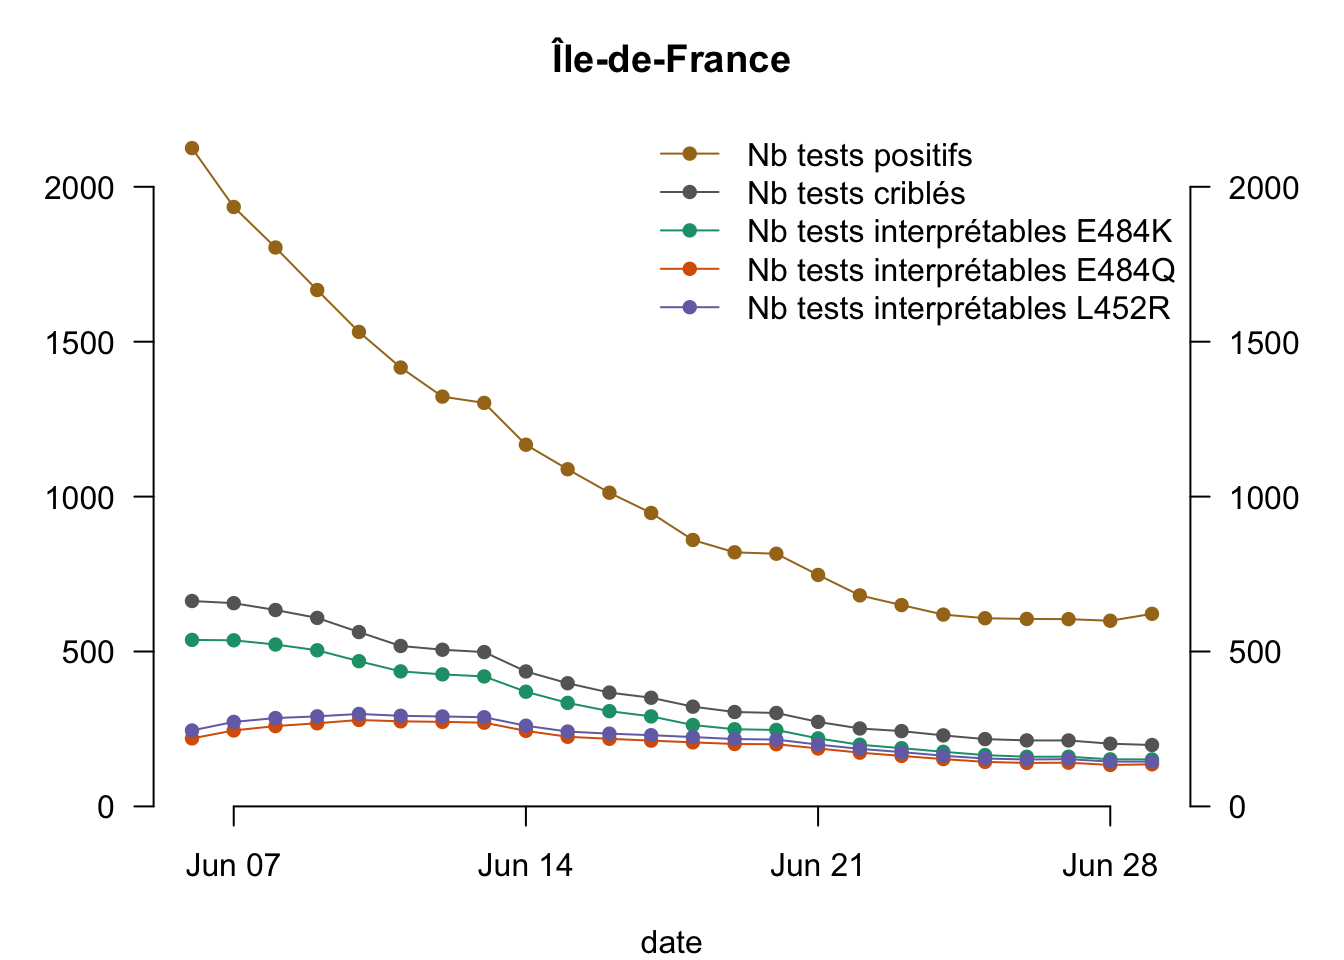 Île-de-France
Nb tests positifs
Nb tests criblés
Nb tests interprétables E484K
Nb tests interprétables E484Q
Nb tests interprétables L452R
2000
1500
1000
500
0
2000
1500
1000
500
0
Jun 07
Jun 14
Jun 21
Jun 28
date